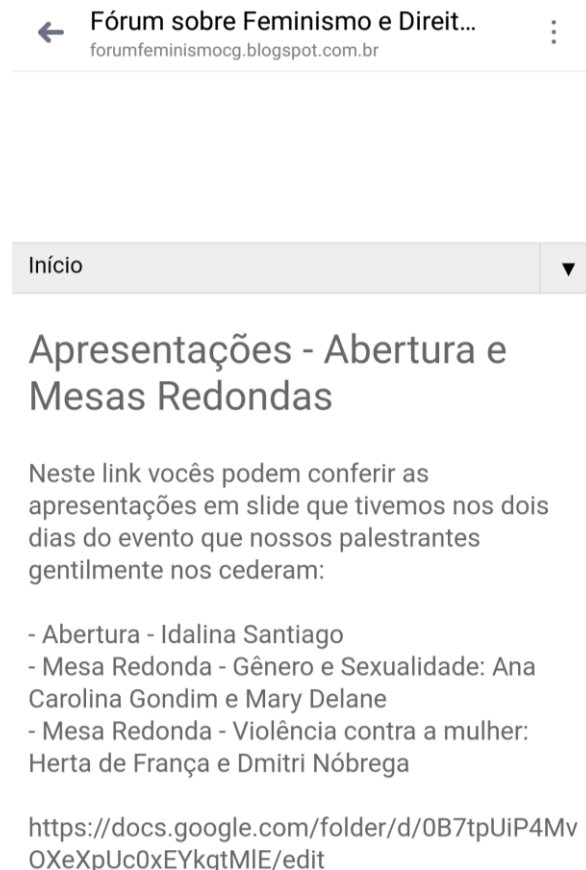 Fórum sobre Feminismo e Direit...
forumfeminismocg.blogspot.com.br
Início
Apresentações - Abertura e
Mesas Redondas
Neste link vocês podem conferir as
apresentações em slide que tivemos nos dois
dias do evento que nossos palestrantes
gentilmente nos cederam:
- Abertura - Idalina Santiago
- Mesa Redonda - Gênero e Sexualidade: Ana
Carolina Gondim e Mary Delane
- Mesa Redonda - Violência contra a mulher:
Herta de França e Dmitri Nóbrega
https://docs.google.com/folder/d/0B7tpUiP4Mv
OXeXpUc0xEYkqtMlE/edit